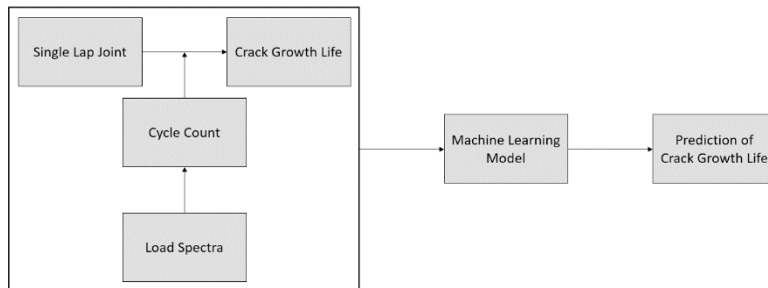 Single Lap Joint
Crack Growth Life
Cycle Count
Load Spectra
Machine Learning
Model
Prediction of
Crack Growth Life